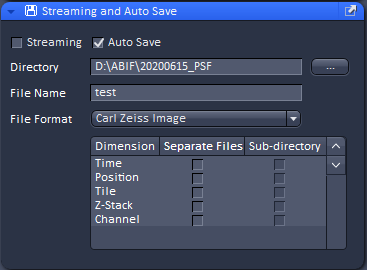 Streaming and Auto Save
Streaming Auto Save
Directory D:\ABIF\20200615_PSF ...
File Name test
File Format Carl Zeiss Image
Dimension Separate Files Sub-directory
Time
Position
Tile
Z-Stack
Channel